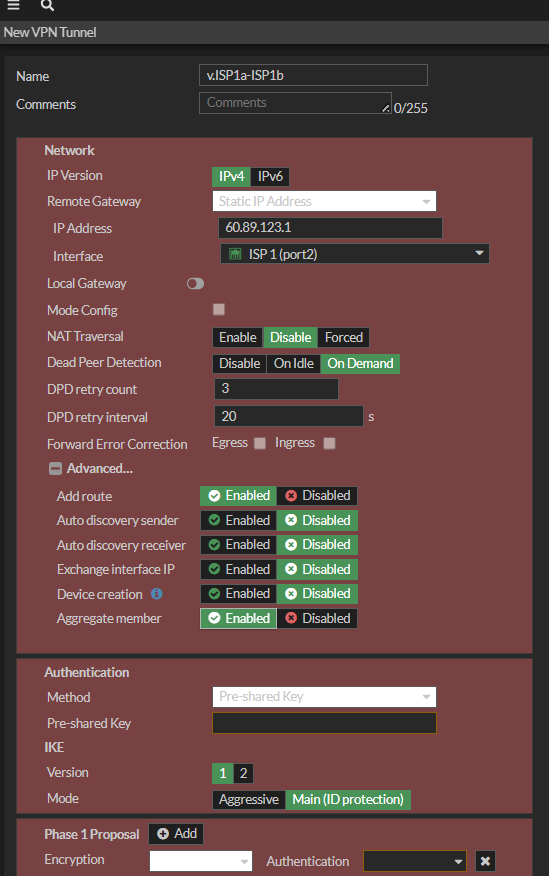 New VPN Tunnel
Name v.ISP1a-ISP1b
Comments Comments 0/255
Network
IP Version IPv4 IPv6
Remote Gateway Static IP Address
IP Address 60.89.123.1
Interface ISP 1 (port2)
Local Gateway
Mode Config
NAT Traversal Enable Disable Forced
Dead Peer Detection Disable On Idle On Demand
DPD retry count 3
DPD retry interval 20 s
Forward Error Correction Egress Ingress
Advanced...
Add route Enabled Disabled
Auto discovery sender Enabled Disabled
Auto discovery receiver Enabled Disabled
Exchange interface IP Enabled Disabled
Device creation Enabled Disabled
Aggregate member Enabled Disabled
Authentication
Method Pre-shared Key
Pre-shared Key
IKE
Version 1 2
Mode Aggressive Main (ID protection)
Phase 1 Proposal Add
Encryption Authentication